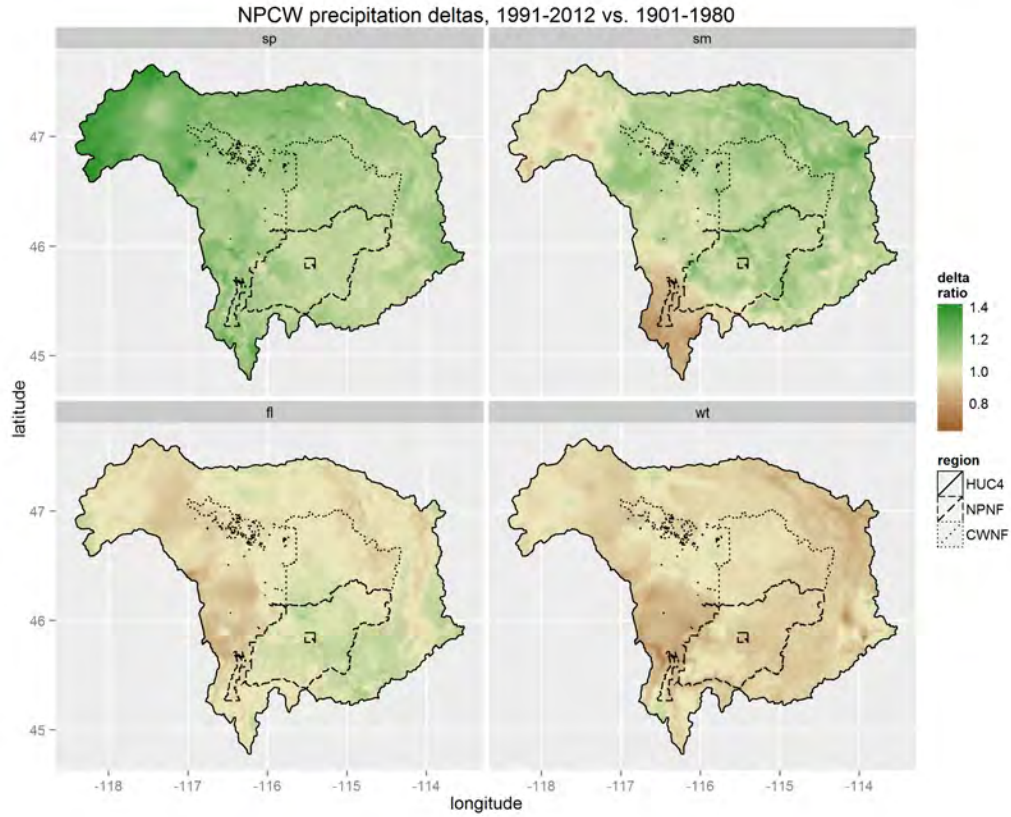 NPCW precipitation deltas, 1991-2012 vs. 1901-1980
sp
sm
47
46
45
latitude
fl
wt
47
46
45
-118
-117
-116
-115
-114
-118
-117
-116
-115
-114
longitude
delta
ratio
1.4
1.2
1.0
0.8
region
HUC4
NPNF
CWNF